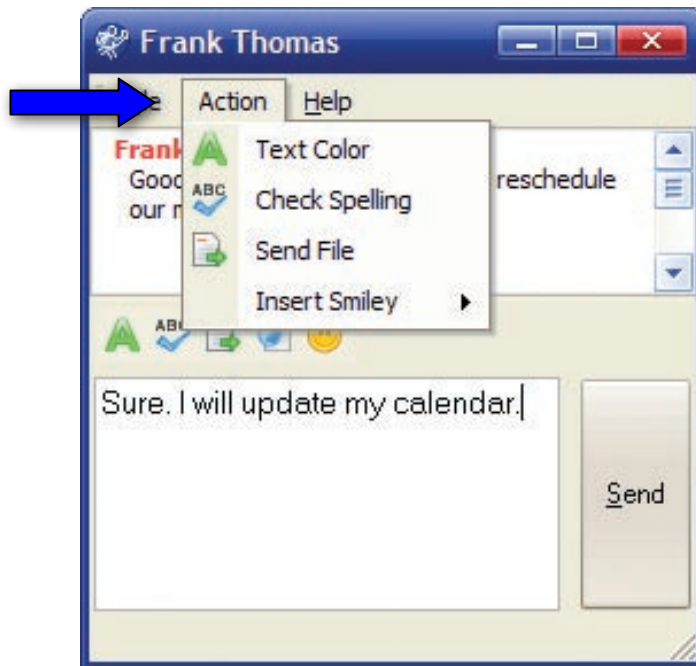 Frank Thomas
Action Help
Frank
Text Color
Good reschedule
ABC Check Spelling
our
Send File
Insert Smiley
Sure. I will update my calendar.
Send